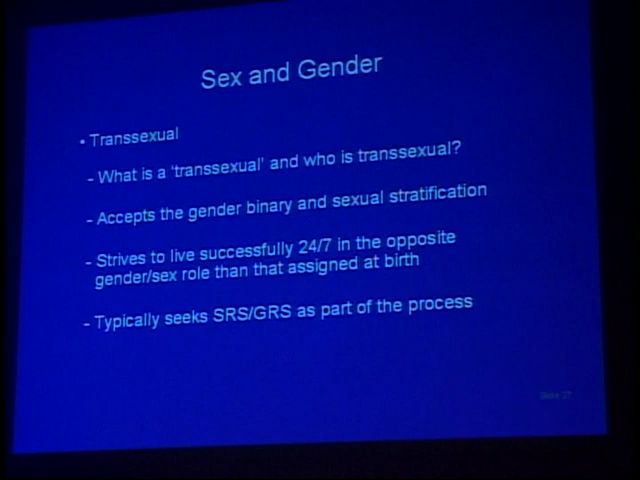 Sex and Gender
• Transsexual
- What is a 'transsexual' and who is transsexual?
- Accepts the gender binary and sexual stratification
- Strives to live successfully 24/7 in the opposite
gender/sex role than that assigned at birth
- Typically seeks SRS/GRS as part of the process
Slide 27